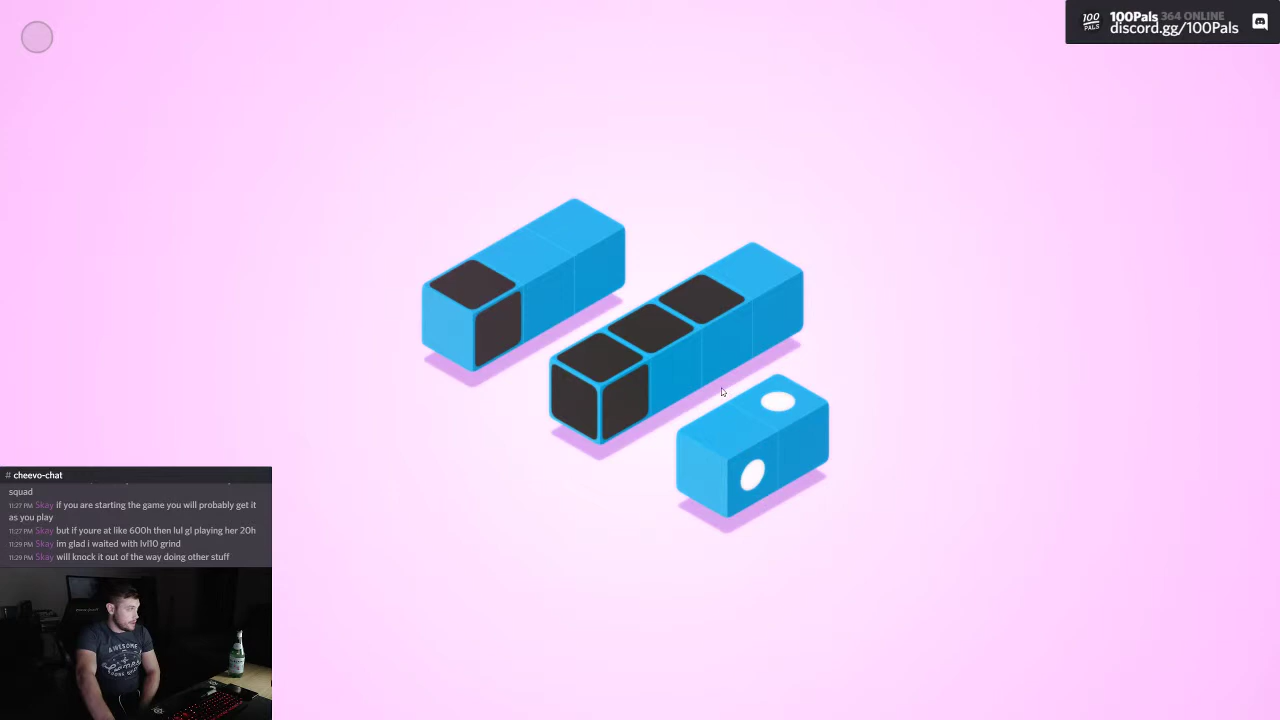 100
PALS
100Pals 364 ONLINE
discord.gg/100Pals
# cheevo-chat
squad
11:27 PM Skay if you are starting the game you will probably get it
as you play
11:27 PM Skay but if youre at like 600h then lul gl playing her 20h
11:29 PM Skay im glad i waited with lvl10 grind
11:29 PM Skay will knock it out of the way doing other stuff
AWESOME